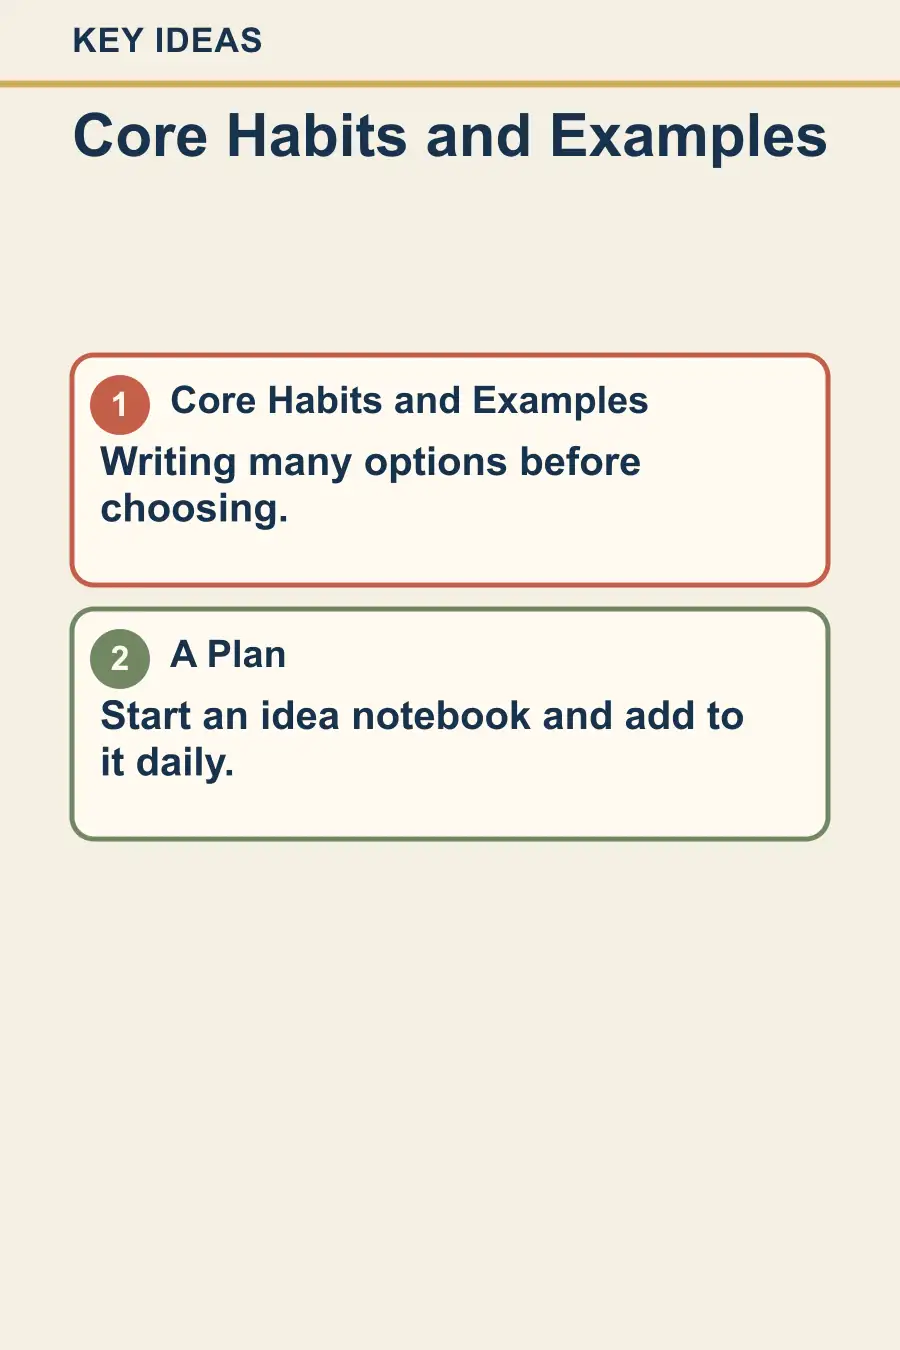 KEY IDEAS
Core Habits and Examples
1 Core Habits and Examples
Writing many options before
choosing.
2 A Plan
Start an idea notebook and add to
it daily.